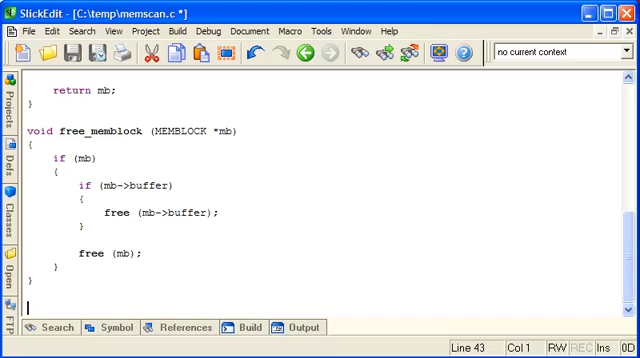 SlickEdit - [C:\temp\memscan.c *]
File Edit Search View Project Build Debug Document Macro Tools Window Help
no current context
return mb;
}
void free_memblock (MEMBLOCK *mb)
{
if (mb)
{
if (mb->buffer)
{
free (mb->buffer);
}
free (mb);
}
}
Projects
Defs
Classes
Open
FTP
Search Symbol References Build Output
Line 43 Col 1 RW REC Ins 0D